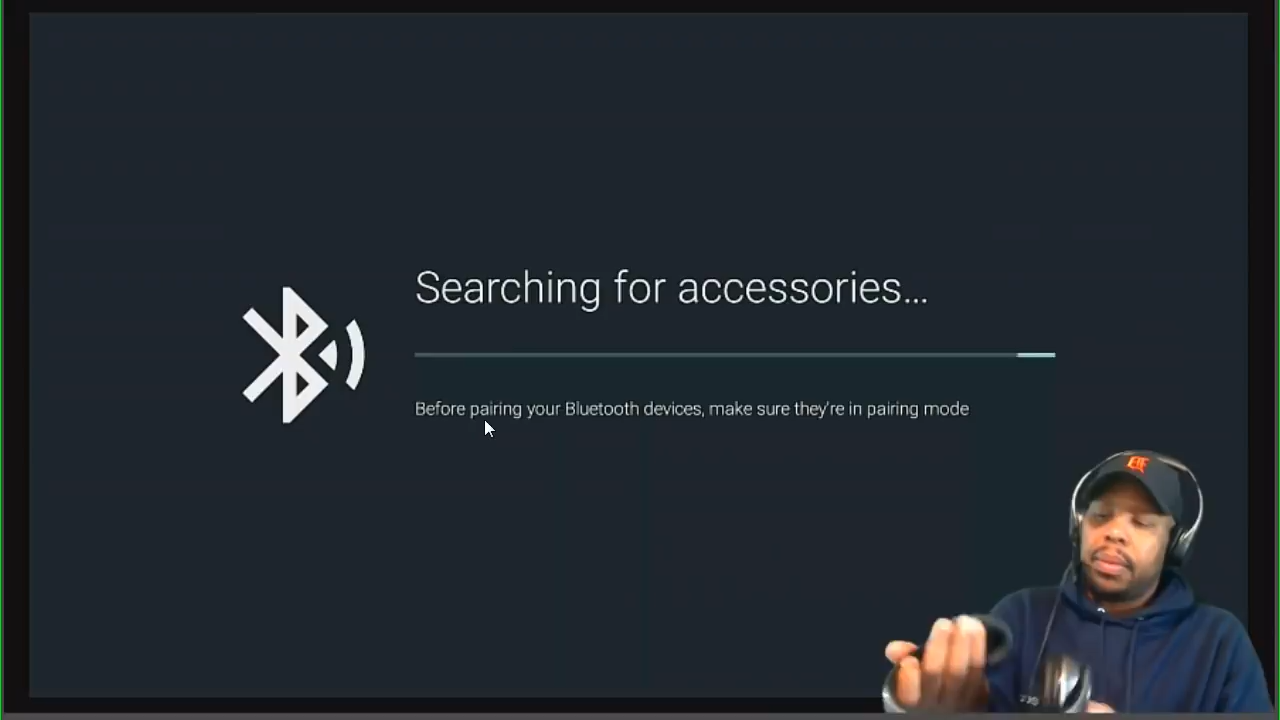 Searching for accessories...
Before pairing your Bluetooth devices, make sure they're in pairing mode